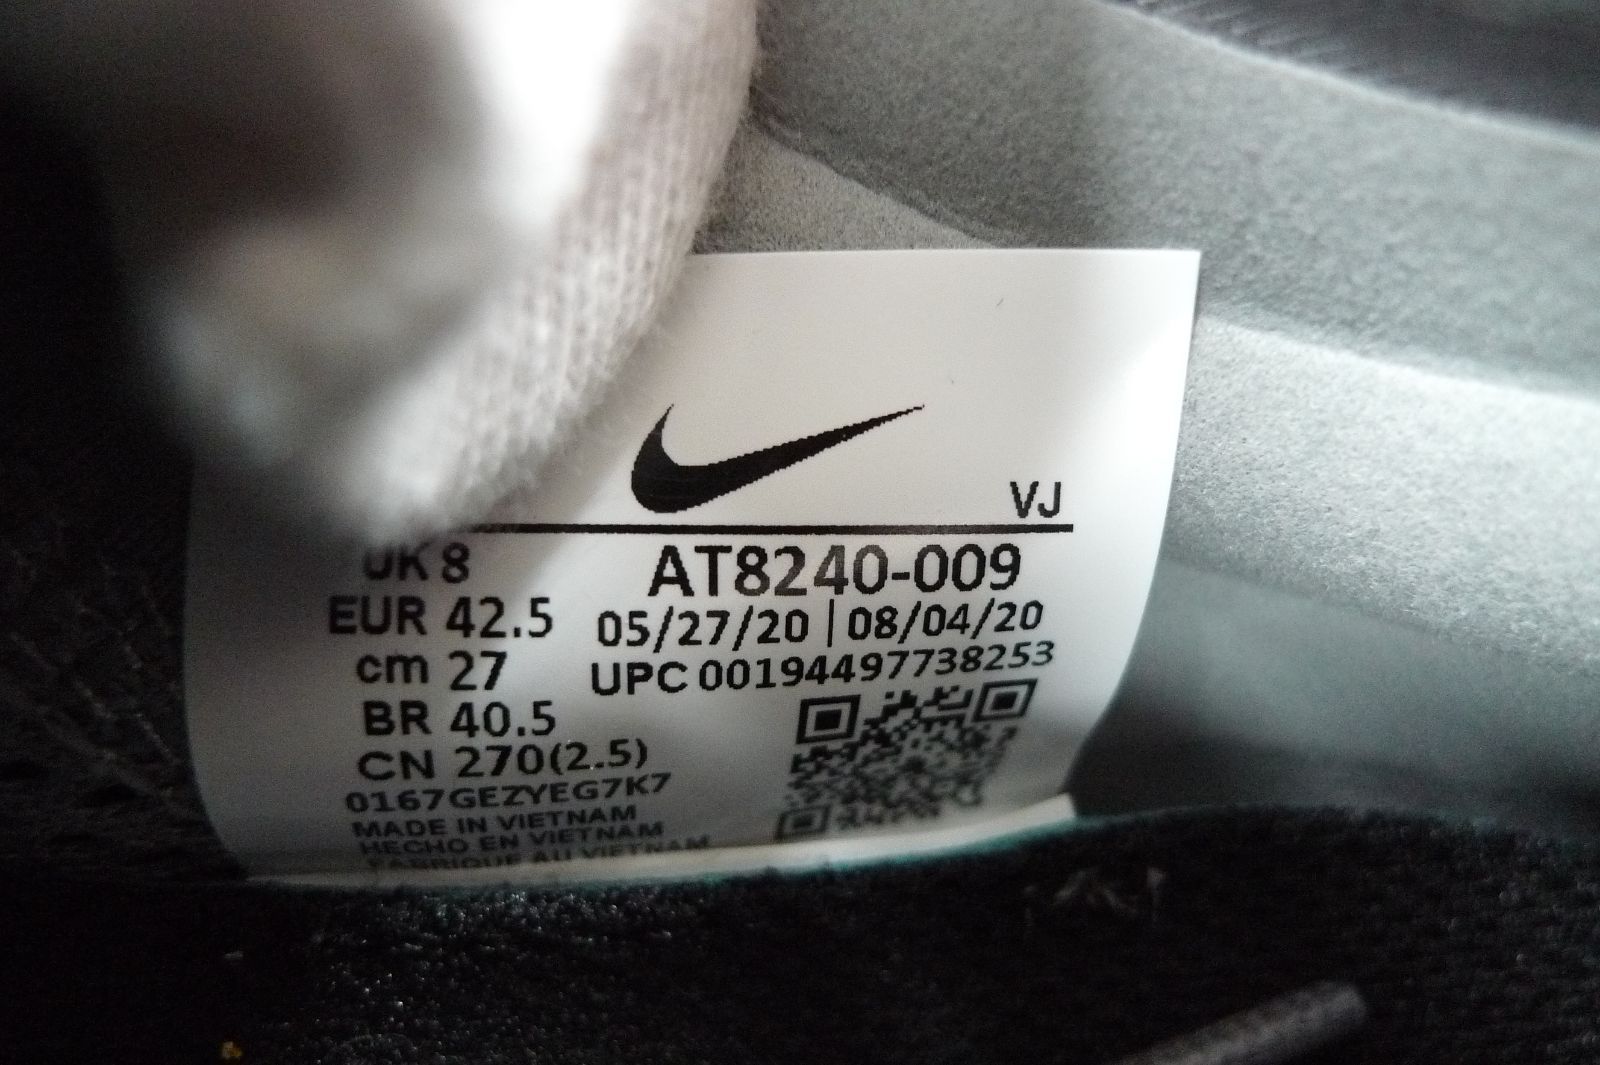 VJ
UK 8
AT8240-009
EUR 42.5
05/27/20 | 08/04/20
cm 27
UPC 00194497738253
BR 40.5
CN 270(2.5)
0167GEZYEG7K7
MADE IN VIETNAM
HECHO EN VIETNAM
FABRIQUE AU VIETNAM